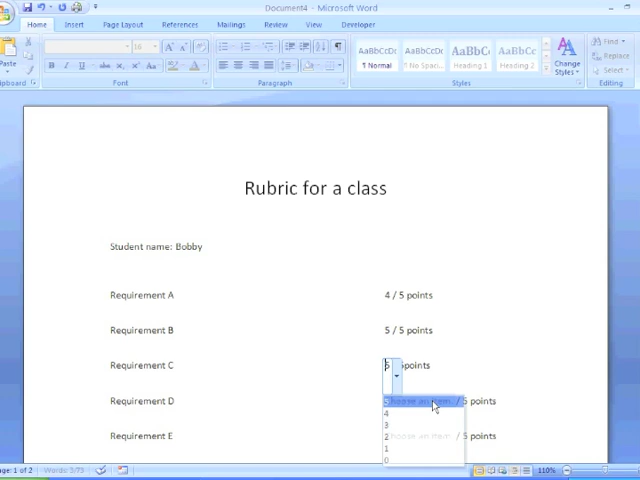 Document4 - Microsoft Word
Home Insert Page Layout References Mailings Review View Developer
Paste
16
AaBbCcDc AaBbCcDc AaBbC AaBbCc
¶ Normal ¶ No Spaci... Heading 1 Heading 2
Change Styles
Find
Replace
Select
Clipboard Font Paragraph Styles Editing
Rubric for a class
Student name: Bobby
Requirement A 4 / 5 points
Requirement B 5 / 5 points
Requirement C 5 points
Requirement D Choose an item. / 5 points
4
3
Requirement E 2 Choose an item. / 5 points
1
0
Page: 1 of 2 Words: 3/73 110%